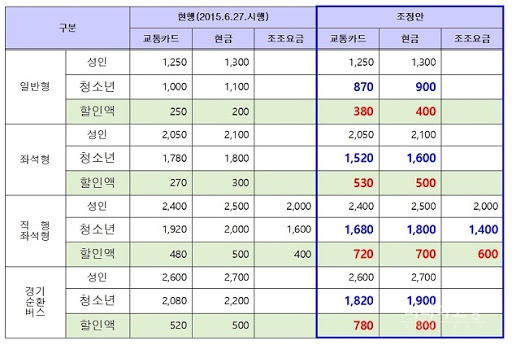 구분 현행(2015.6.27.시행) 조정안
교통카드 현금 조조요금 교통카드 현금 조조요금
일반형 성인 1,250 1,300 1,250 1,300
청소년 1,000 1,100 870 900
할인액 250 200 380 400
좌석형 성인 2,050 2,100 2,050 2,100
청소년 1,780 1,800 1,520 1,600
할인액 270 300 530 500
직 행
좌석형 성인 2,400 2,500 2,000 2,400 2,500 2,000
청소년 1,920 2,000 1,600 1,680 1,800 1,400
할인액 480 500 400 720 700 600
경기
순환
버스 성인 2,600 2,700 2,600 2,700
청소년 2,080 2,200 1,820 1,900
할인액 520 500 780 800